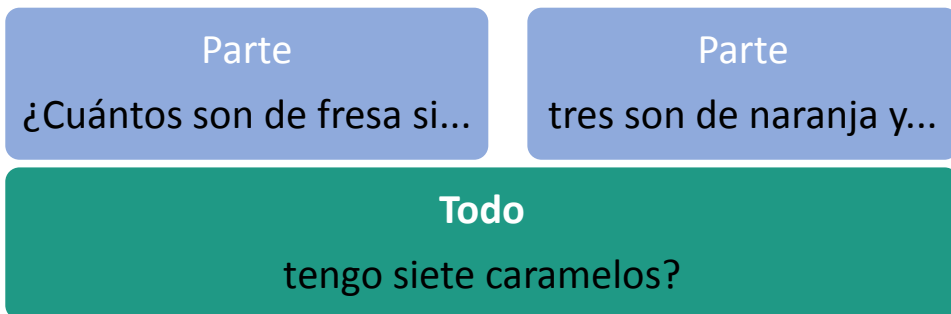 Parte
¿Cuántos son de fresa si...
Parte
tres son de naranja y...
Todo
tengo siete caramelos?